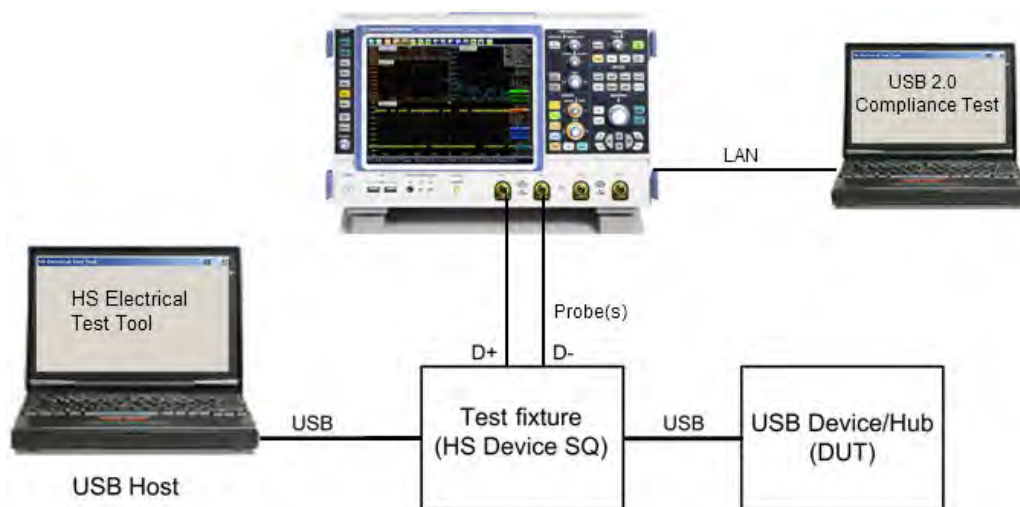 USB 2.0
Compliance Test
LAN
HS Electrical
Test Tool
Probe(s)
D+ D-
USB
Test fixture
(HS Device SQ)
USB
USB Device/Hub
(DUT)
USB Host